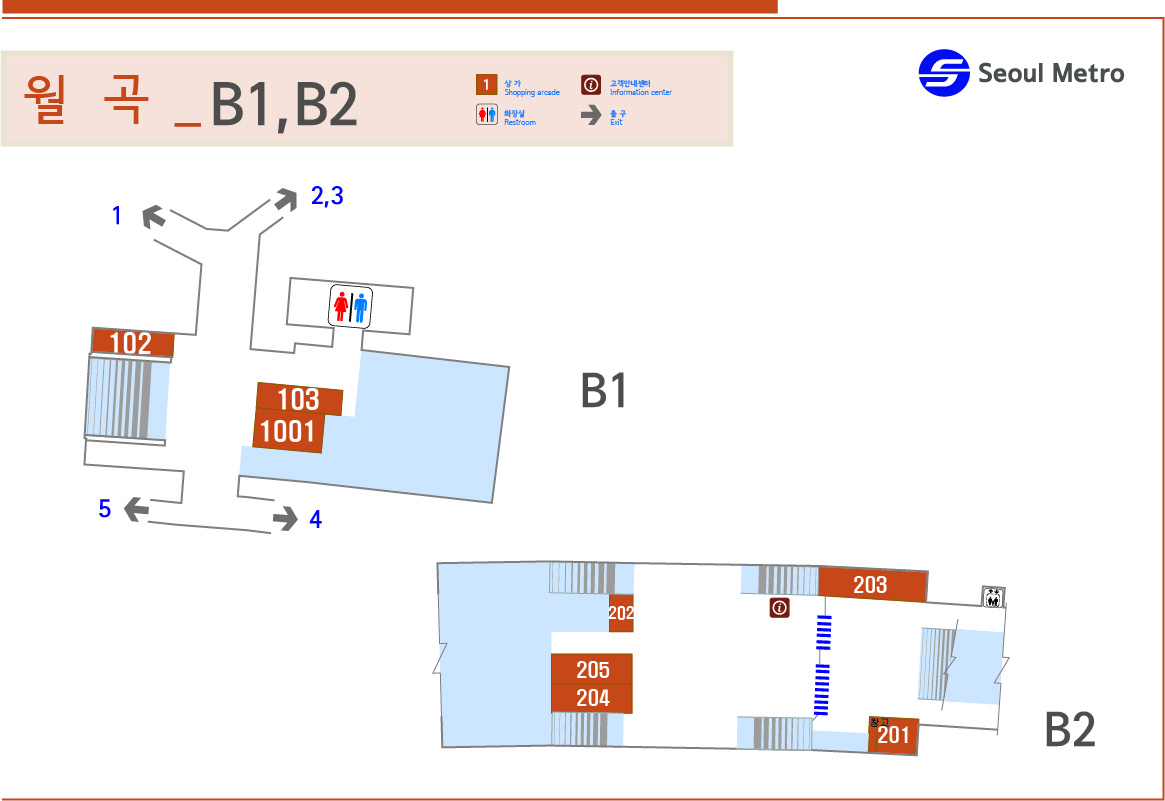 월 곡 _B1,B2
1 상 가
Shopping arcade
고객안내센터
Information center
화장실
Restroom
출 구
Exit
Seoul Metro
1
2,3
102
103
1001
B1
5
4
203
202
205
204
창고
201
B2